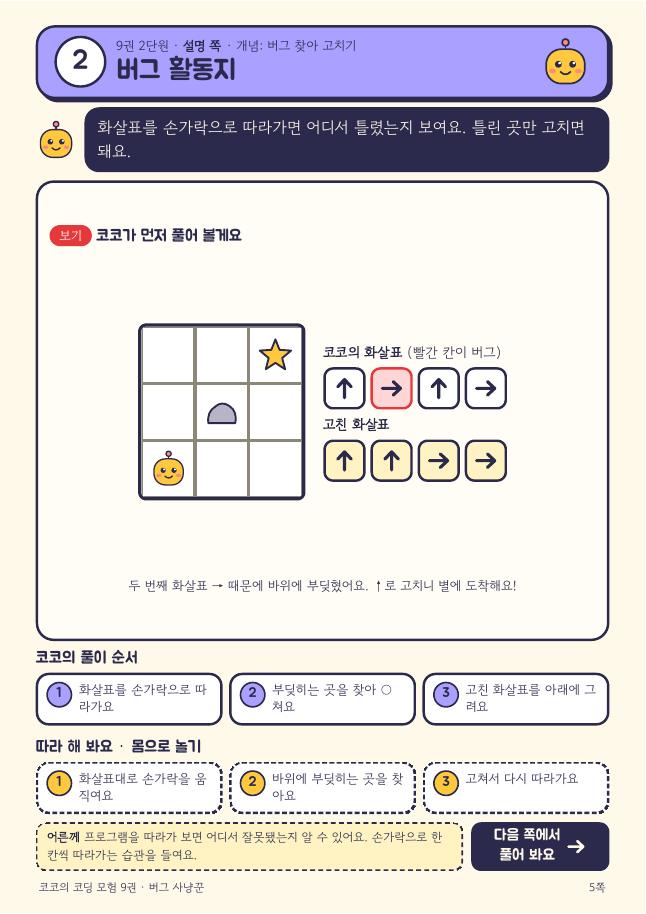 2
9권 2단원 · 설명 쪽 · 개념: 버그 찾아 고치기
버그 활동지
화살표를 손가락으로 따라가면 어디서 틀렸는지 보여요. 틀린 곳만 고치면
돼요.
보기 코코가 먼저 풀어 볼게요
코코의 화살표 (빨간 칸이 버그)
↑ → ↑ →
고친 화살표
↑ ↑ → →
두 번째 화살표 → 때문에 바위에 부딪혔어요. ↑로 고치니 별에 도착해요!
코코의 풀이 순서
1 화살표를 손가락으로 따
라가요
2 부딪히는 곳을 찾아 ○
쳐요
3 고친 화살표를 아래에 그
려요
따라 해 봐요 · 몸으로 놀기
1 화살표대로 손가락을 움
직여요
2 바위에 부딪히는 곳을 찾
아요
3 고쳐서 다시 따라가요
어른께 프로그램을 따라가 보면 어디서 잘못됐는지 알 수 있어요. 손가락으로 한
칸씩 따라가는 습관을 들여요.
다음 쪽에서
풀어 봐요 →
코코의 코딩 모험 9권 · 버그 사냥꾼
5쪽